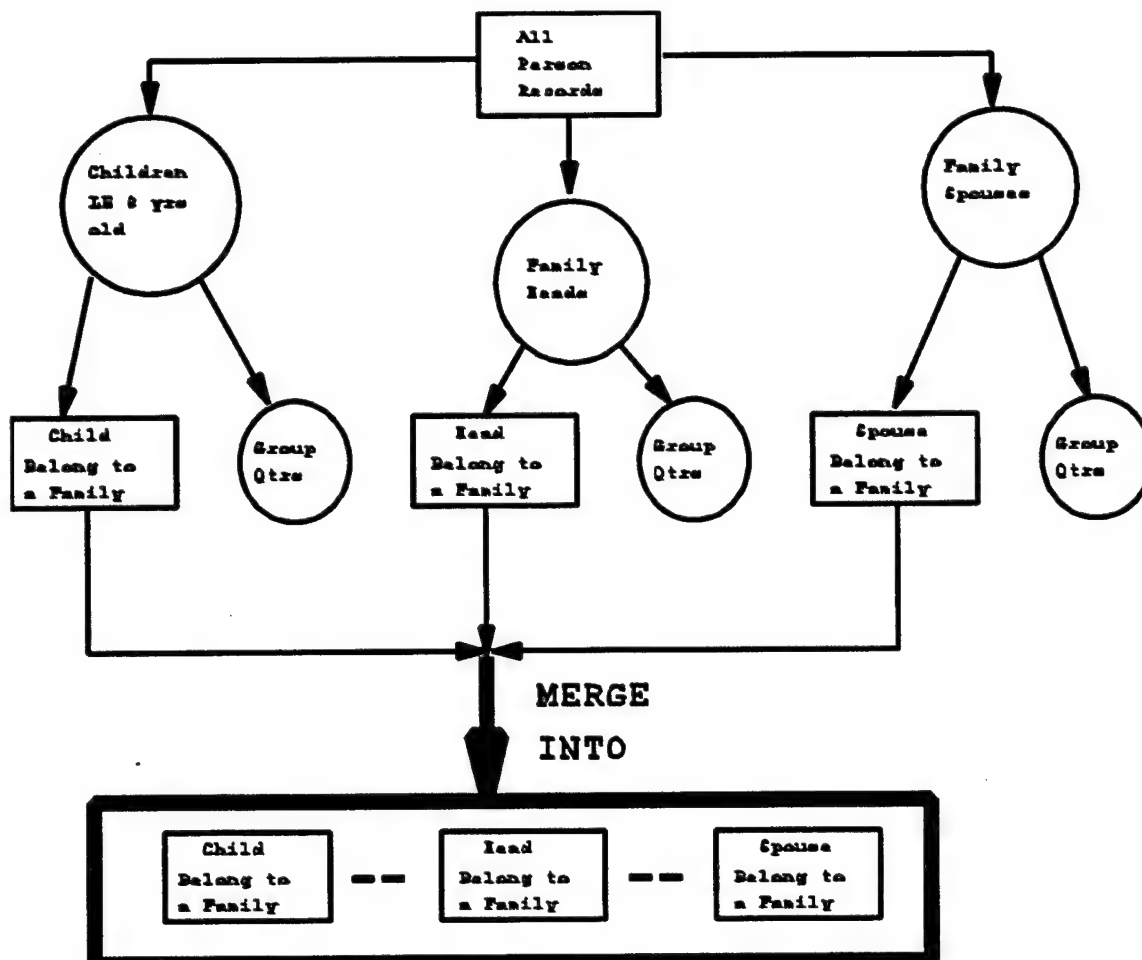 All
Person
Records
Children
LE yrs
old
Family
Heads
Family
Spouses
Child
Belong to
a Family
Group
Qtrs
Head
Belong to
a Family
Group
Qtrs
Spouse
Belong to
a Family
Group
Qtrs
MERGE
INTO
Child
Belong to
a Family
Head
Belong to
a Family
Spouse
Belong to
a Family